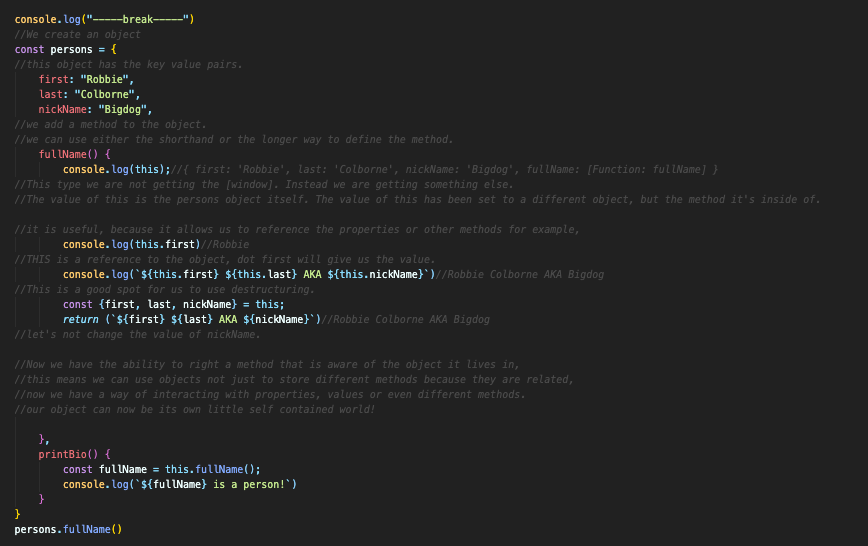 console.log("-----break-----")
//We create an object
const persons = {
//this object has the key value pairs.
first: "Robbie",
last: "Colborne",
nickName: "Bigdog",
//we add a method to the object.
//we can use either the shorthand or the longer way to define the method.
fullName() {
console.log(this);//{ first: 'Robbie', last: 'Colborne', nickName: 'Bigdog', fullName: [Function: fullName] }
//This type we are not getting the [window]. Instead we are getting something else.
//The value of this is the persons object itself. The value of this has been set to a different object, but the method it's inside of.
//it is useful, because it allows us to reference the properties or other methods for example,
console.log(this.first)//Robbie
//THIS is a reference to the object, dot first will give us the value.
console.log(`${this.first} ${this.last} AKA ${this.nickName}`)//Robbie Colborne AKA Bigdog
//This is a good spot for us to use destructuring.
const {first, last, nickName} = this;
return (`${first} ${last} AKA ${nickName}`)//Robbie Colborne AKA Bigdog
//let's not change the value of nickName.
//Now we have the ability to right a method that is aware of the object it lives in,
//this means we can use objects not just to store different methods because they are related,
//now we have a way of interacting with properties, values or even different methods.
//our object can now be its own little self contained world!
},
printBio() {
const fullName = this.fullName();
console.log(`${fullName} is a person!`)
}
}
persons.fullName()